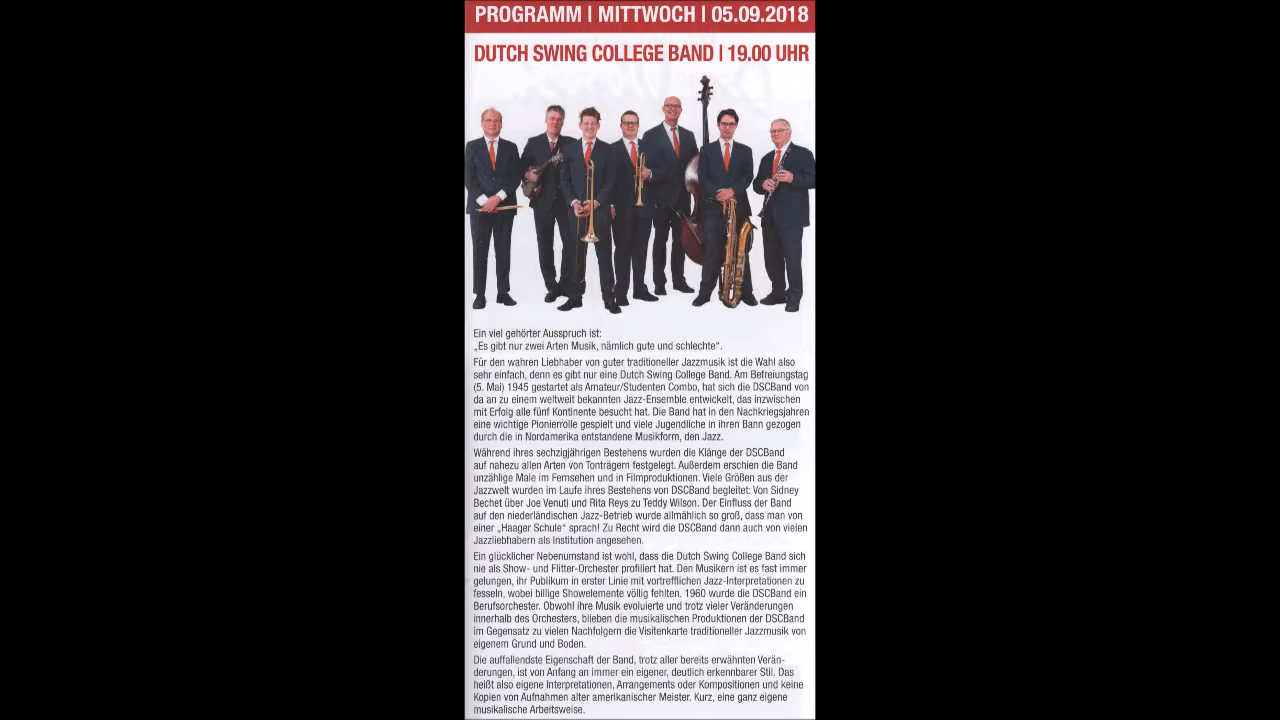 PROGRAMM | MITTWOCH | 05.09.2018
DUTCH SWING COLLEGE BAND | 19.00 UHR
Ein viel gehörter Ausspruch ist:
„Es gibt nur zwei Arten Musik, nämlich gute und schlechte“.
Für den wahren Liebhaber von guter traditioneller Jazzmusik ist die Wahl also
sehr einfach, denn es gibt nur eine Dutch Swing College Band. Am Befreiungstag
(5. Mai) 1945 gestartet als Amateur/Studenten Combo, hat sich die DSCBand von
da an zu einem weltweit bekannten Jazz-Ensemble entwickelt, das inzwischen
mit Erfolg alle fünf Kontinente besucht hat. Die Band hat in den Nachkriegsjahren
eine wichtige Pionierrolle gespielt und viele Jugendliche in ihren Bann gezogen
durch die in Nordamerika entstandene Musikform, den Jazz.
Während ihres sechzigjährigen Bestehens wurden die Klänge der DSCBand
auf nahezu allen Arten von Tonträgern festgelegt. Außerdem erschien die Band
unzählige Male im Fernsehen und in Filmproduktionen. Viele Größen aus der
Jazzwelt wurden im Laufe ihres Bestehens von DSCBand begleitet: Von Sidney
Bechet über Joe Venuti und Rita Reys zu Teddy Wilson. Der Einfluss der Band
auf den niederländischen Jazz-Betrieb wurde allmählich so groß, dass man von
einer „Haager Schule“ sprach! Zu Recht wird die DSCBand dann auch von vielen
Jazzliebhabern als Institution angesehen.
Ein glücklicher Nebenumstand ist wohl, dass die Dutch Swing College Band sich
nie als Show- und Flitter-Orchester profiliert hat. Den Musikern ist es fast immer
gelungen, ihr Publikum in erster Linie mit vortrefflichen Jazz-Interpretationen zu
fesseln, wobei billige Showelemente völlig fehlten. 1960 wurde die DSCBand ein
Berufsorchester. Obwohl ihre Musik evoluierte und trotz vieler Veränderungen
innerhalb des Orchesters, blieben die musikalischen Produktionen der DSCBand
im Gegensatz zu vielen Nachfolgern die Visitenkarte traditioneller Jazzmusik von
eigenem Grund und Boden.
Die auffallendste Eigenschaft der Band, trotz aller bereits erwähnten Verän-
derungen, ist von Anfang an immer ein eigener, deutlich erkennbarer Stil. Das
heißt also eigene Interpretationen, Arrangements oder Kompositionen und keine
Kopien von Aufnahmen alter amerikanischer Meister. Kurz, eine ganz eigene
musikalische Arbeitsweise.